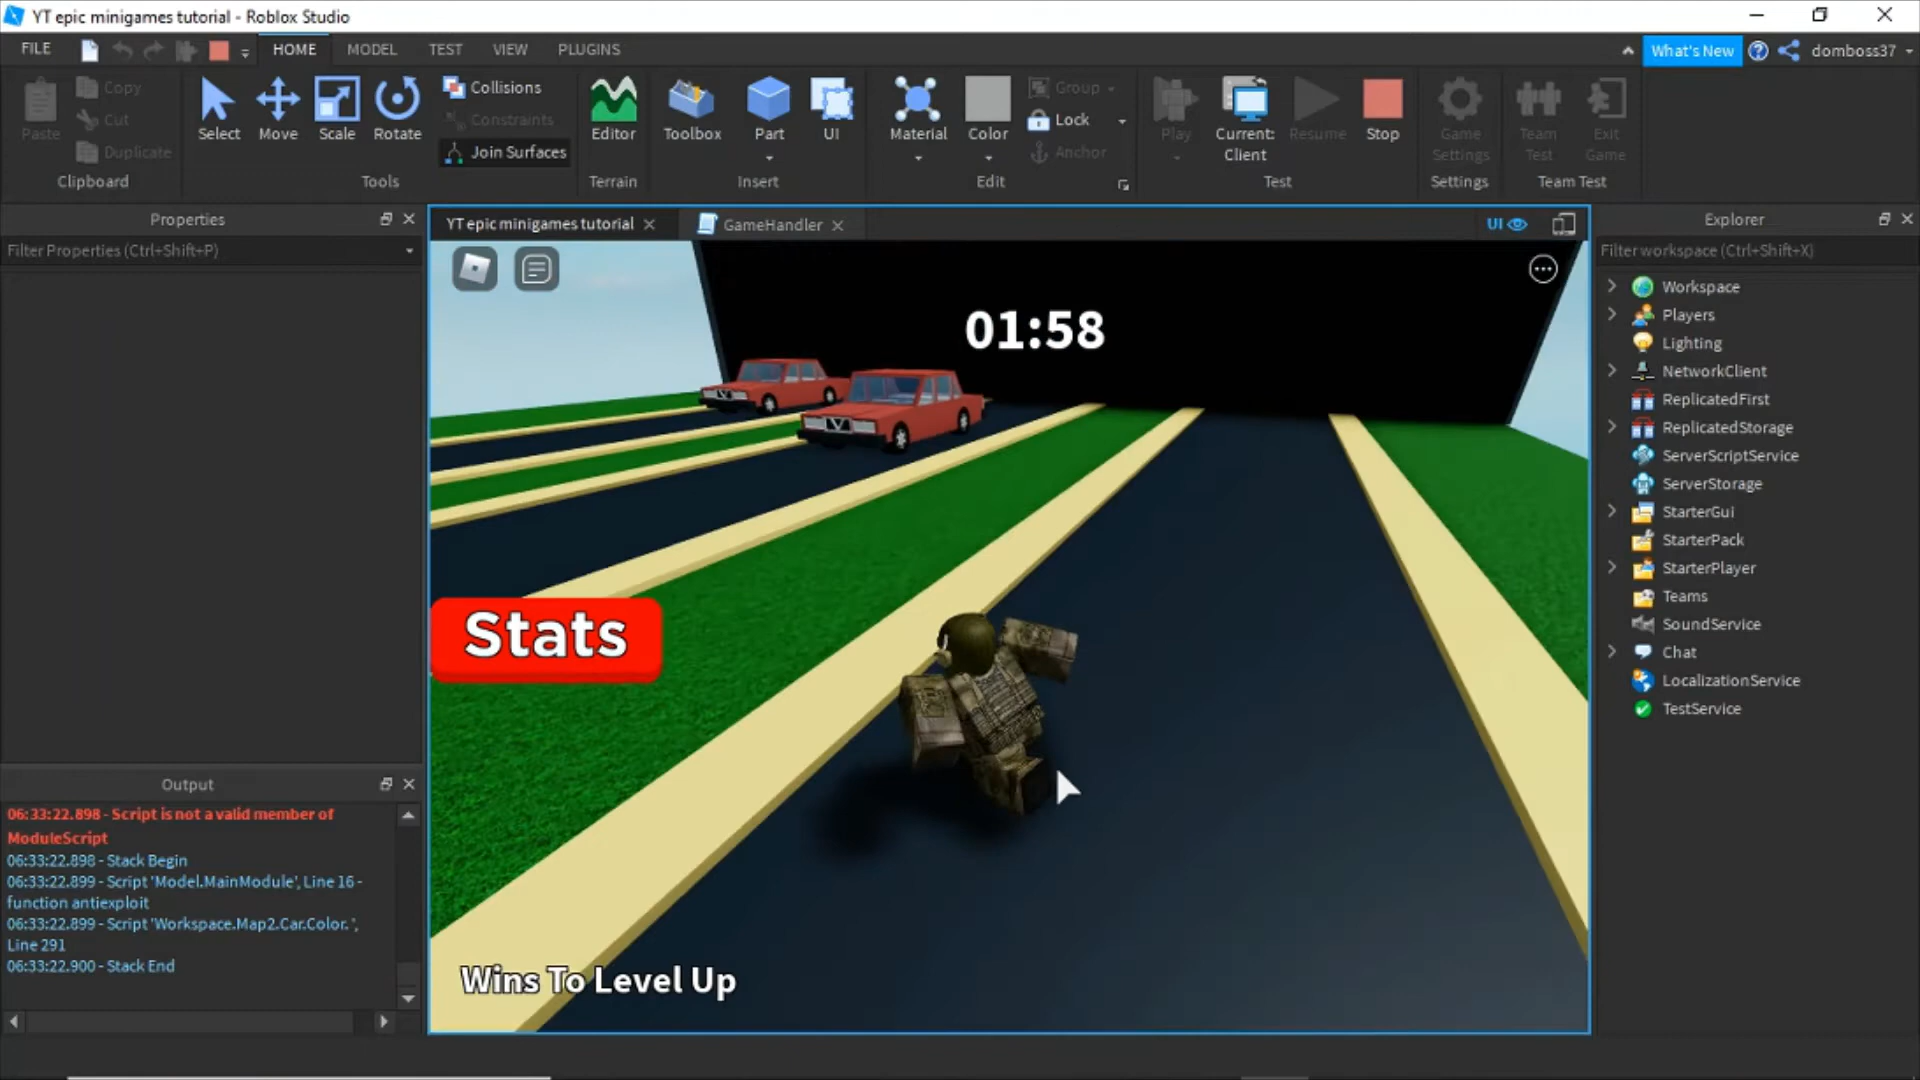 YT epic minigames tutorial - Roblox Studio
FILE
HOME
MODEL
TEST
VIEW
PLUGINS
What's New
domboss37
Paste
Copy
Cut
Duplicate
Clipboard
Select
Move
Scale
Rotate
Collisions
Constraints
Join Surfaces
Tools
Editor
Terrain
Toolbox
Part
UI
Insert
Material
Color
Group
Lock
Anchor
Edit
Play
Current:
Client
Resume
Stop
Test
Game
Settings
Settings
Team
Test
Exit
Game
Team Test
Properties
Filter Properties (Ctrl+Shift+P)
YT epic minigames tutorial
GameHandler
UI
Explorer
Filter workspace (Ctrl+Shift+X)
Workspace
Players
Lighting
NetworkClient
ReplicatedFirst
ReplicatedStorage
ServerScriptService
ServerStorage
StarterGui
StarterPack
StarterPlayer
Teams
SoundService
Chat
LocalizationService
TestService
01:58
Stats
Wins To Level Up
Output
06:33:22.898 - Script is not a valid member of
ModuleScript
06:33:22.898 - Stack Begin
06:33:22.899 - Script 'Model.MainModule', Line 16 -
function antiexploit
06:33:22.899 - Script 'Workspace.Map2.Car.Color. ',
Line 291
06:33:22.900 - Stack End